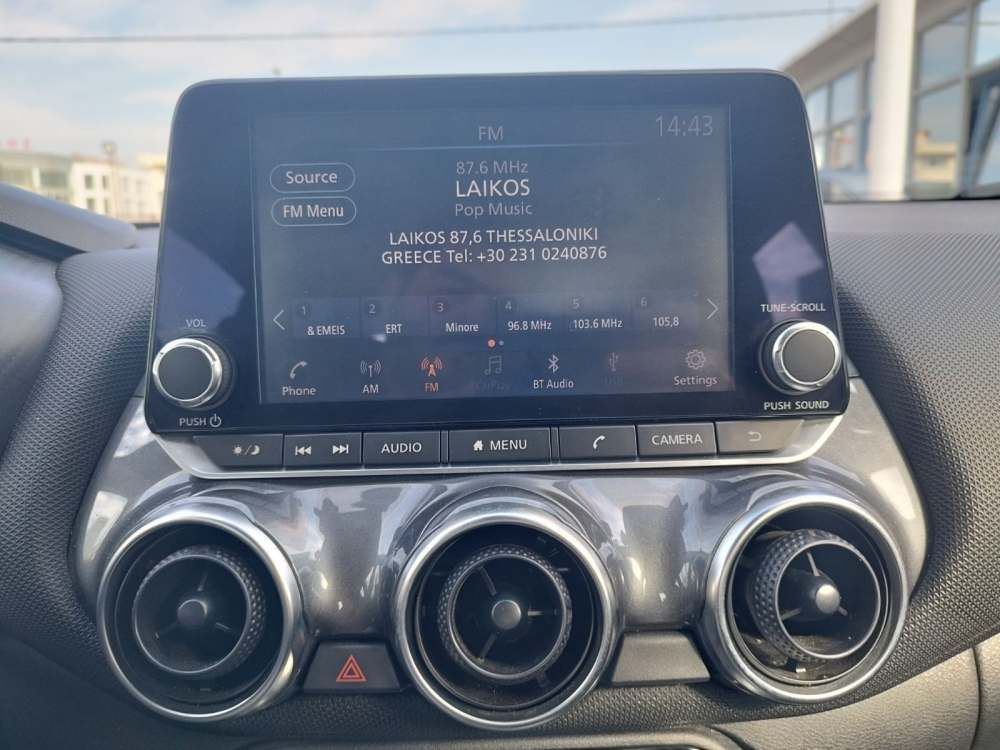 FM
14:43
Source
87.6 MHz
LAIKOS
FM Menu
Pop Music
LAIKOS 87,6 THESSALONIKI
GREECE Tel: +30 231 0240876
1 2 3 4 5 6
& EMEIS ERT Minore 96.8 MHz 103.6 MHz 105,8
VOL
TUNE-SCROLL
Phone AM FM CarPlay BT Audio USB Settings
PUSH
PUSH SOUND
AUDIO MENU CAMERA